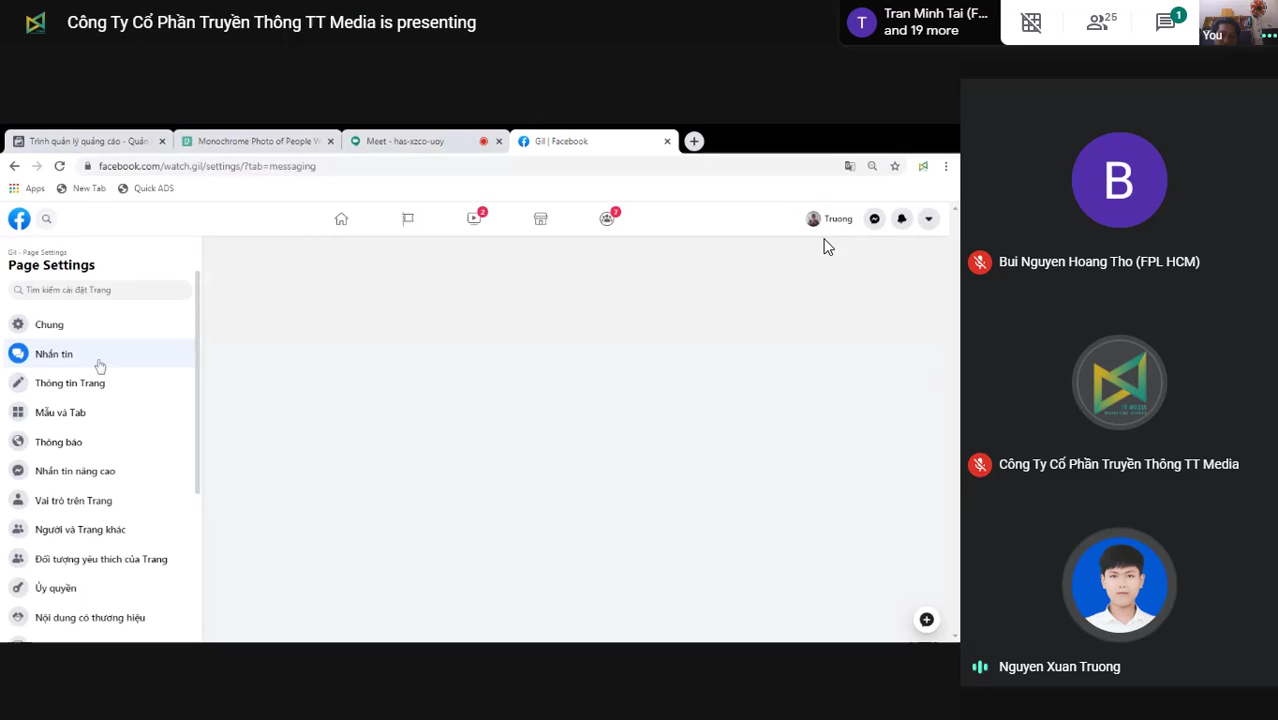 Công Ty Cổ Phần Truyền Thông TT Media is presenting
T
Tran Minh Tai (F...
and 19 more
25
1
You
Trình quản lý quảng cáo - Quản
Monochrome Photo of People W
Meet - has-xzco-uoy
Gil | Facebook
facebook.com/watch.gil/settings/?tab=messaging
Apps
New Tab
Quick ADS
2
7
Truong
Gil - Page Settings
Page Settings
Tìm kiếm cài đặt Trang
Chung
Nhắn tin
Thông tin Trang
Mẫu và Tab
Thông báo
Nhắn tin nâng cao
Vai trò trên Trang
Người và Trang khác
Đối tượng yêu thích của Trang
Ủy quyền
Nội dung có thương hiệu
B
Bui Nguyen Hoang Tho (FPL HCM)
TT MEDIA
Công Ty Cổ Phần Truyền Thông TT Media
Nguyen Xuan Truong